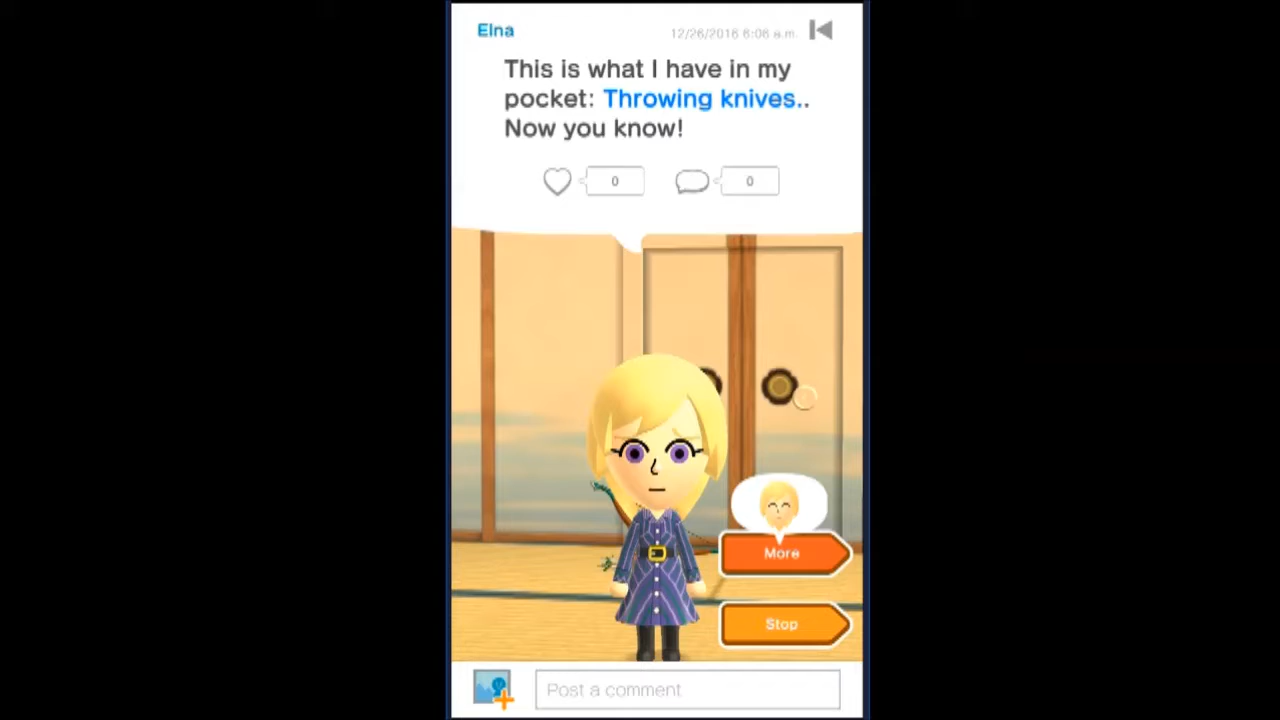 Elna
12/26/2016 6:06 a.m.
This is what I have in my
pocket: Throwing knives..
Now you know!
0
0
More
Stop
Post a comment